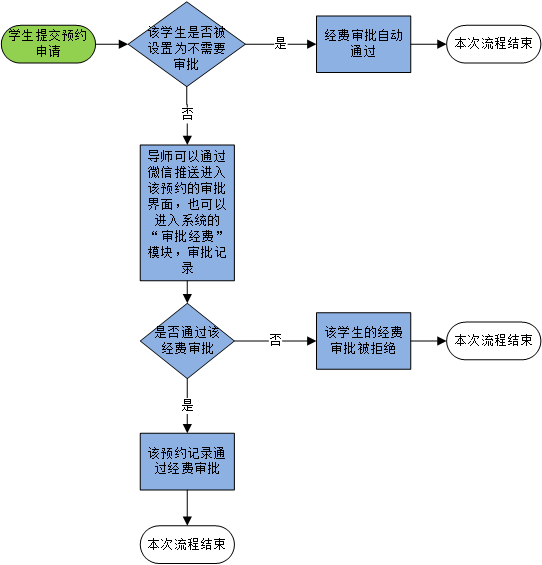 学生提交预约
申请
该学生是否被
设置为不需要
审批
是
经费审批自动
通过
本次流程结束
否
导师可以通过
微信推送进入
该预约的审批
界面，也可以
进入系统的
“审批经费”
模块，审批记
录
是否通过该
经费审批
否
该学生的经费
审批被拒绝
本次流程结束
是
该预约记录通
过经费审批
本次流程结束